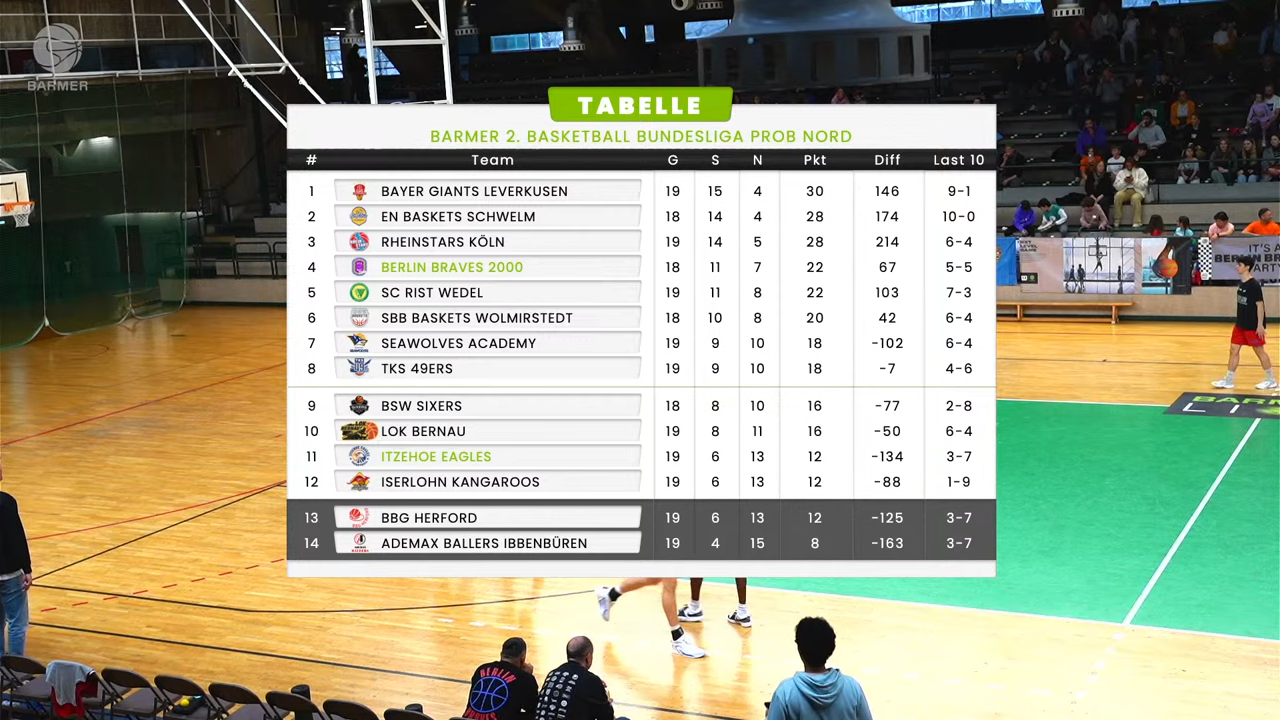 BARMER
TABELLE
BARMER 2. BASKETBALL BUNDESLIGA PROB NORD
# Team G S N Pkt Diff Last 10
1 BAYER GIANTS LEVERKUSEN 19 15 4 30 146 9-1
2 EN BASKETS SCHWELM 18 14 4 28 174 10-0
3 RHEINSTARS KÖLN 19 14 5 28 214 6-4
4 BERLIN BRAVES 2000 18 11 7 22 67 5-5
5 SC RIST WEDEL 19 11 8 22 103 7-3
6 SBB BASKETS WOLMIRSTEDT 18 10 8 20 42 6-4
7 SEAWOLVES ACADEMY 19 9 10 18 -102 6-4
8 TKS 49ERS 19 9 10 18 -7 4-6
9 BSW SIXERS 18 8 10 16 -77 2-8
10 LOK BERNAU 19 8 11 16 -50 6-4
11 ITZEHOE EAGLES 19 6 13 12 -134 3-7
12 ISERLOHN KANGAROOS 19 6 13 12 -88 1-9
13 BBG HERFORD 19 6 13 12 -125 3-7
14 ADEMAX BALLERS IBBENBÜREN 19 4 15 8 -163 3-7
IT'S A
BERLIN BR
PARTY
BARM
LI
BERLIN
BRAVES